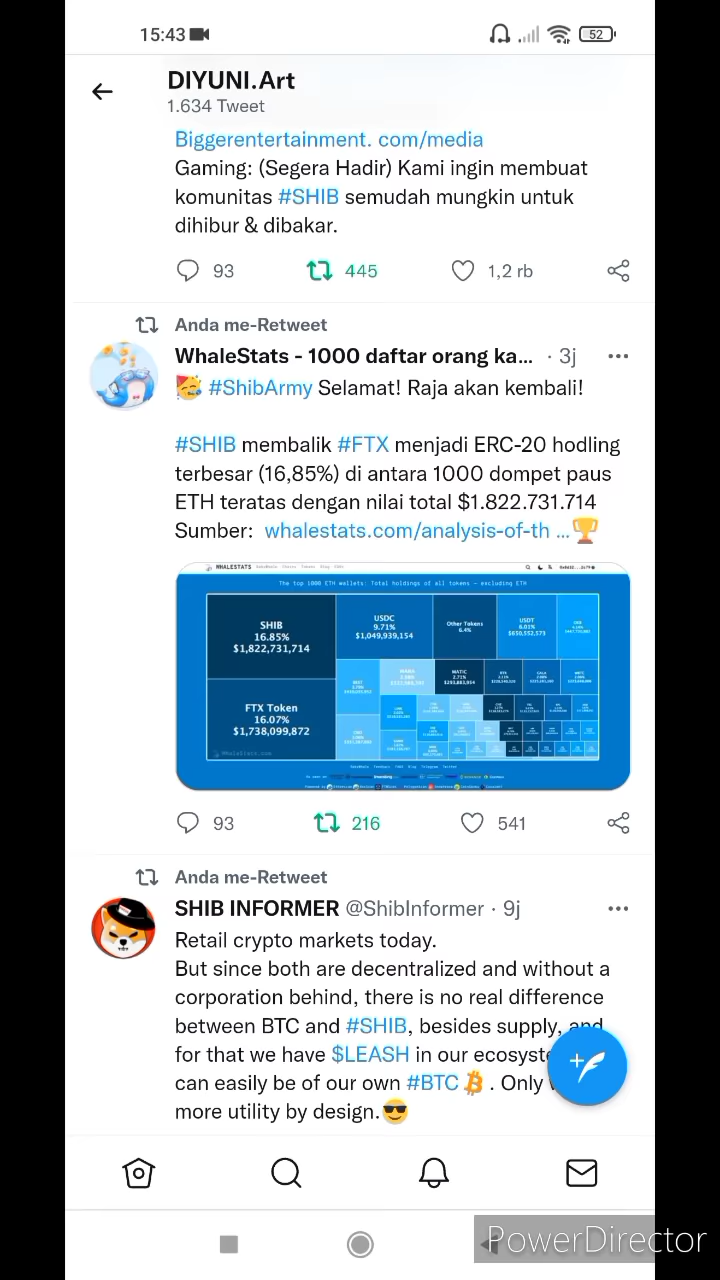 15:43
52
DIYUNI.Art
1.634 Tweet
Biggerentertainment. com/media
Gaming: (Segera Hadir) Kami ingin membuat
komunitas #SHIB semudah mungkin untuk
dihibur & dibakar.
93 445 1,2 rb
Anda me-Retweet
WhaleStats - 1000 daftar orang ka... · 3j
#ShibArmy Selamat! Raja akan kembali!
#SHIB membalik #FTX menjadi ERC-20 hodling
terbesar (16,85%) di antara 1000 dompet paus
ETH teratas dengan nilai total $1.822.731.714
Sumber: whalestats.com/analysis-of-th ...
WHALESTATS
The top 1000 ETH wallets: Total holdings of all tokens — excluding ETH
SHIB
16.85%
$1,822,731,714
USDC
9.71%
$1,049,939,154
Other Tokens
6.4%
USDT
6.01%
$650,552,573
MATIC
2.71%
FTX Token
16.07%
$1,738,099,872
WhaleStats.com
93 216 541
Anda me-Retweet
SHIB INFORMER @ShibInformer · 9j
Retail crypto markets today.
But since both are decentralized and without a
corporation behind, there is no real difference
between BTC and #SHIB, besides supply, and
for that we have $LEASH in our ecosyste
can easily be of our own #BTC . Only
more utility by design.
PowerDirector